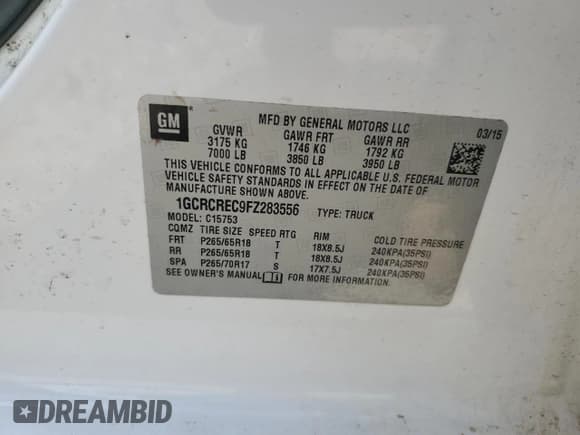 GM
MFD BY GENERAL MOTORS LLC
03/15
GVWR GAWR FRT GAWR RR
3175 KG 1746 KG 1792 KG
7000 LB 3850 LB 3950 LB
THIS VEHICLE CONFORMS TO ALL APPLICABLE U.S. FEDERAL MOTOR
VEHICLE SAFETY STANDARDS IN EFFECT ON THE DATE OF
MANUFACTURE SHOWN ABOVE.
1GCRCREC9FZ283556 TYPE: TRUCK
MODEL: C15753
CQMZ TIRE SIZE SPEED RTG RIM COLD TIRE PRESSURE
FRT P265/65R18 T 18X8.5J 240KPA(35PSI)
RR P265/65R18 T 18X8.5J 240KPA(35PSI)
SPA P265/70R17 S 17X7.5J 240KPA(35PSI)
SEE OWNER'S MANUAL FOR MORE INFORMATION.
DREAMBID